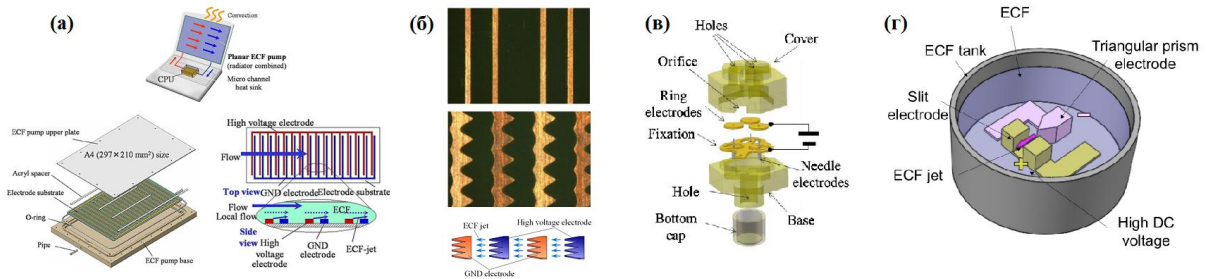 (а)
Convection
Planar ECF pump
(radiator combined)
CPU
Micro channel
heat sink
ECF pump upper plate
A4 (297×210 mm²) size
Acryl spacer
Electrode substrate
O-ring
Pipe
ECF pump base
High voltage electrode
Flow
Top view
GND electrode
Electrode substrate
Flow
ECF
Local flow
Side
view
High
voltage
electrode
GND
electrode
ECF-jet
(б)
ECF jet
High voltage electrode
GND electrode
(в)
Holes
Cover
Orifice
Ring
electrodes
Fixation
Needle
electrodes
Hole
Base
Bottom
cap
(г)
ECF
ECF tank
Triangular prism
electrode
Slit
electrode
ECF jet
High DC
voltage